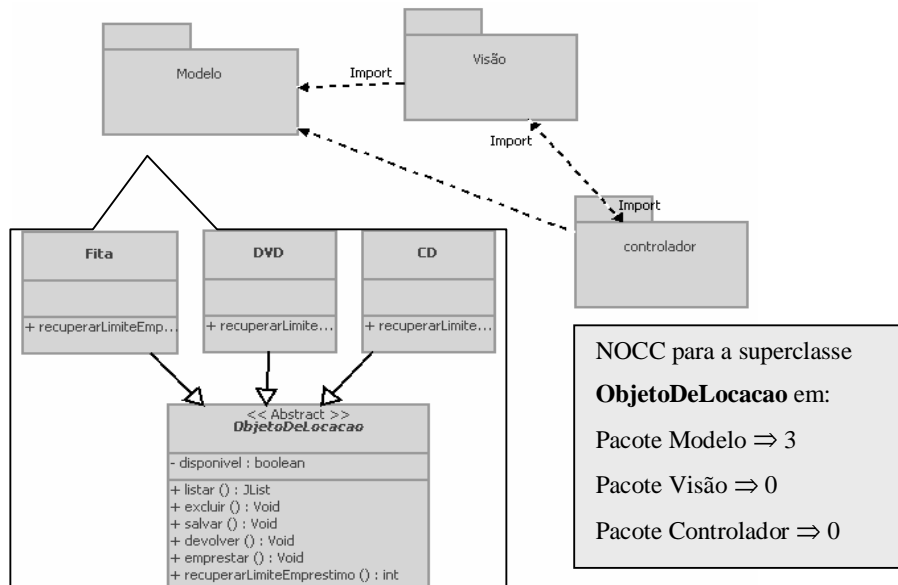 Modelo
Visão
Import
Import
Import
controlador
Fita
DVD
CD
+ recuperarLimiteEmp...
+ recuperarLimite...
+ recuperarLimite...
<< Abstract >>
ObjetoDeLocacao
- disponivel : boolean
+ listar () : JList
+ excluir () : Void
+ salvar () : Void
+ devolver () : Void
+ emprestar () : Void
+ recuperarLimiteEmprestimo () : int
NOCC para a superclasse
ObjetoDeLocacao em:
Pacote Modelo ⇒ 3
Pacote Visão ⇒ 0
Pacote Controlador ⇒ 0